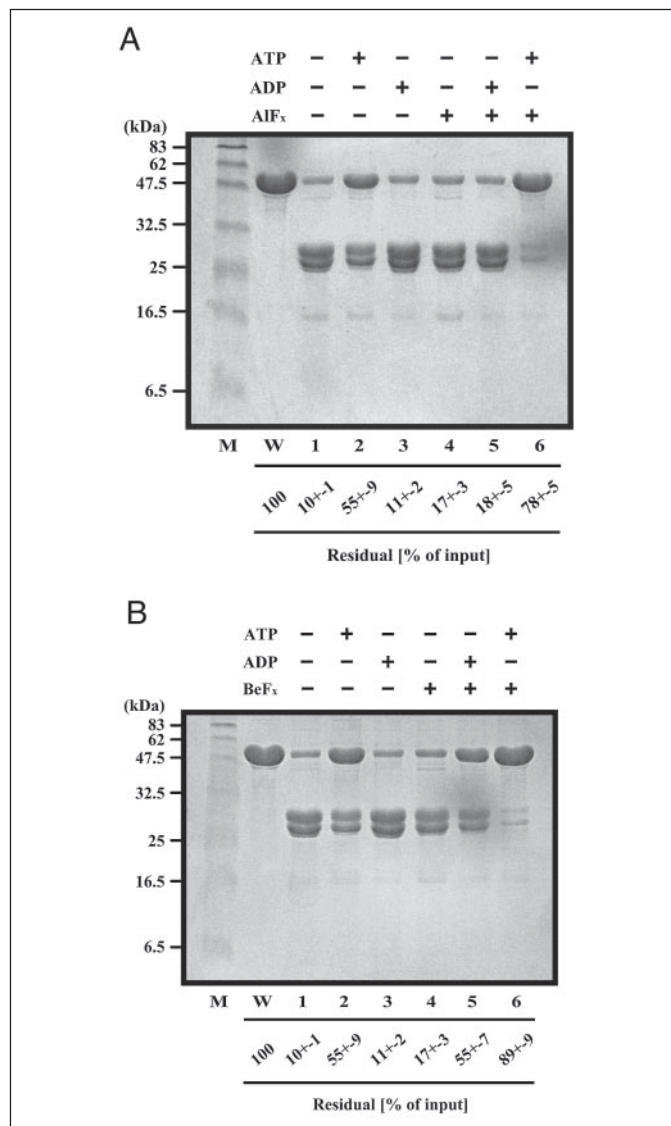 A
ATP − + − − − +
ADP − − + − + −
AlFx − − − + + +
(kDa)
83
62
47.5
32.5
25
16.5
6.5
M W 1 2 3 4 5 6
100 10+-1 55+-9 11+-2 17+-3 18+-5 78+-5
Residual [% of input]
B
ATP − + − − − +
ADP − − + − + −
BeFx − − − + + +
(kDa)
83
62
47.5
32.5
25
16.5
6.5
M W 1 2 3 4 5 6
100 10+-1 55+-9 11+-2 17+-3 55+-7 89+-9
Residual [% of input]